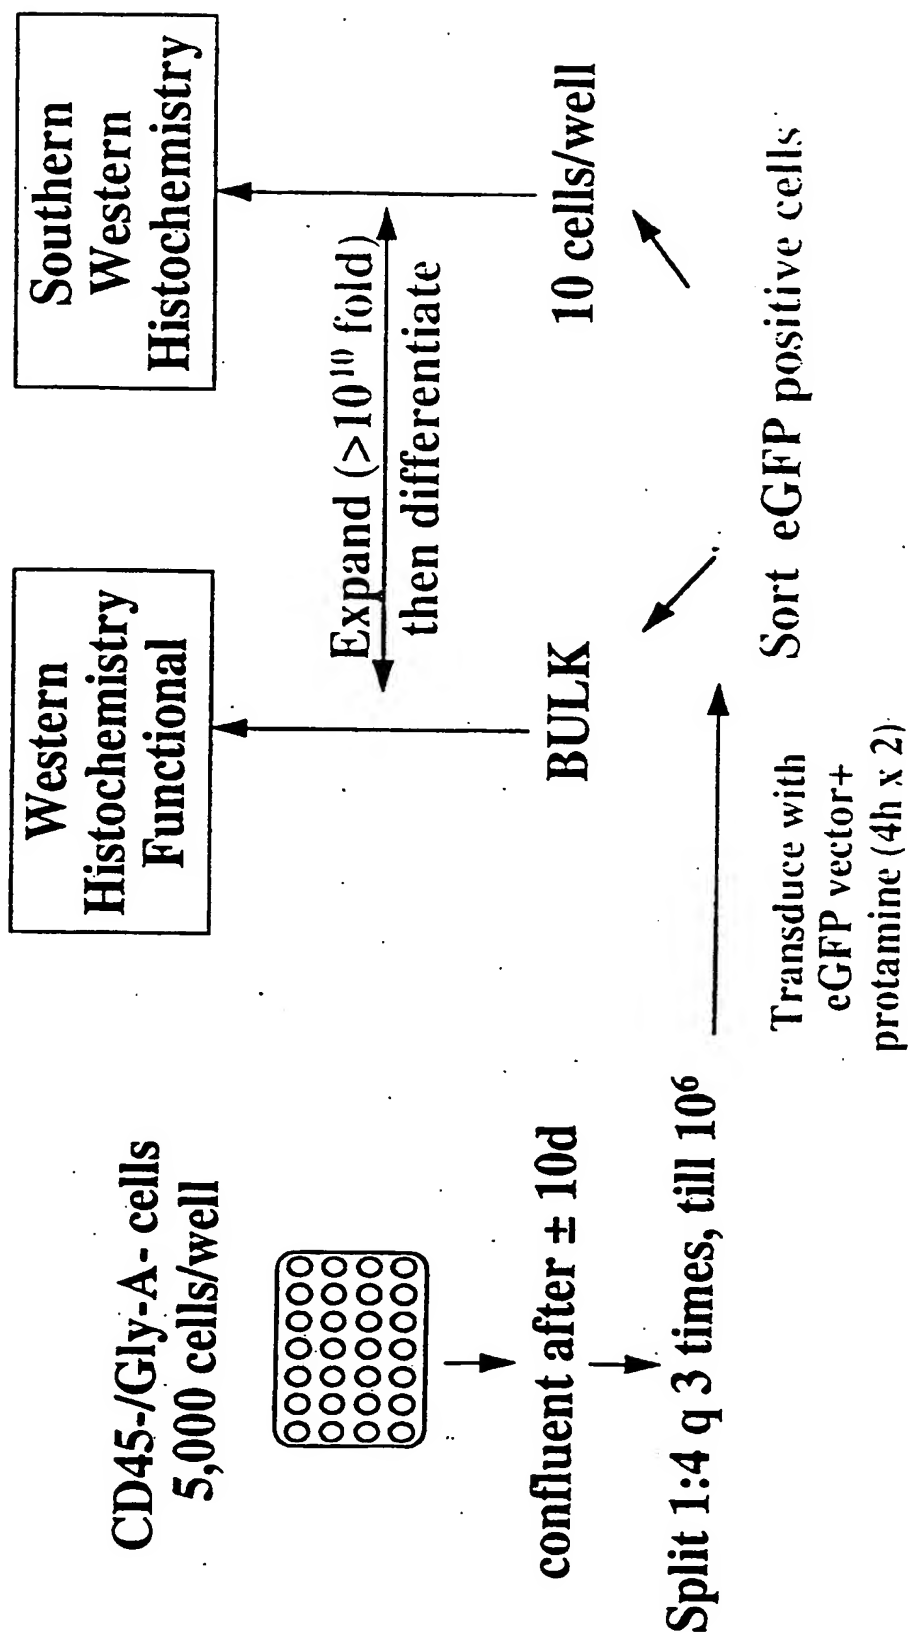 CD45-/Gly-A- cells
5,000 cells/well
confluent after ± 10d
Split 1:4 q 3 times, till 10⁶
Transduce with
eGFP vector+
protamine (4h x 2)
Sort eGFP positive cells
BULK
10 cells/well
Expand (>10¹⁰ fold)
then differentiate
Western
Histochemistry
Functional
Southern
Western
Histochemistry